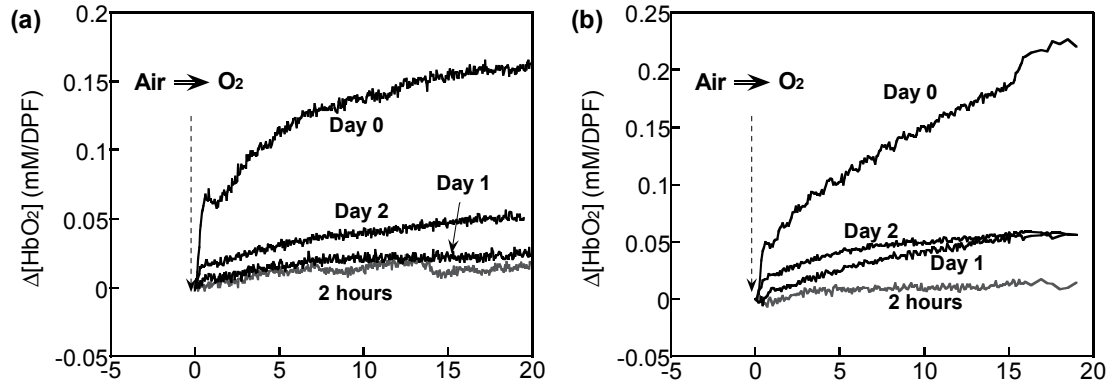 (a)
0.2
0.15
0.1
0.05
0
-0.05
Δ[HbO₂] (mM/DPF)
Air ⇒ O₂
Day 0
Day 1
Day 2
2 hours
-5 0 5 10 15 20
(b)
0.25
0.2
0.15
0.1
0.05
0
-0.05
Δ[HbO₂] (mM/DPF)
Air ⇒ O₂
Day 0
Day 2
Day 1
2 hours
-5 0 5 10 15 20